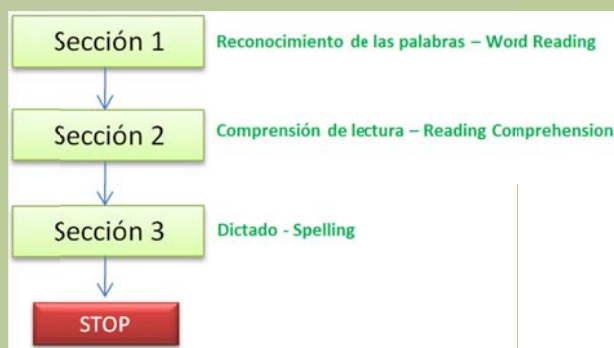 Sección 1
Reconocimiento de las palabras – Word Reading
Sección 2
Comprensión de lectura – Reading Comprehension
Sección 3
Dictado - Spelling
STOP